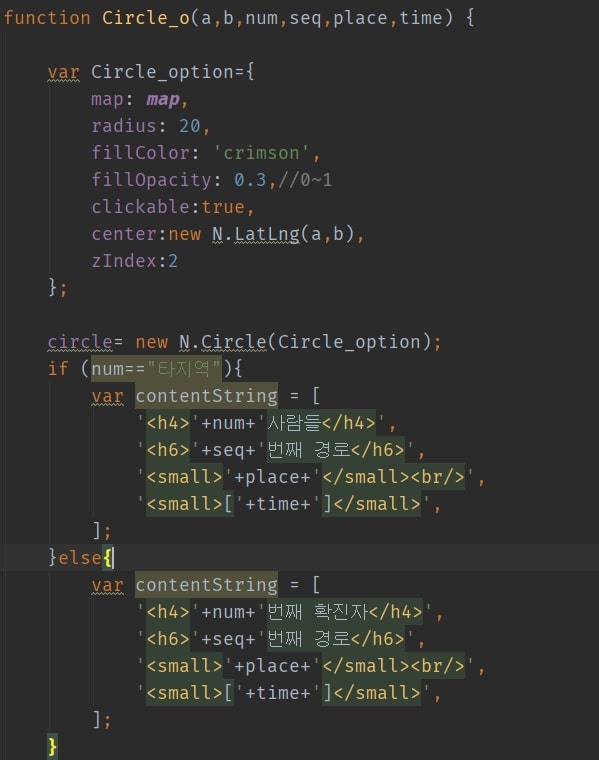 function Circle_o(a,b,num,seq,place,time) {
var Circle_option={
map: map,
radius: 20,
fillColor: 'crimson',
fillOpacity: 0.3,//0~1
clickable:true,
center:new N.LatLng(a,b),
zIndex:2
};
circle= new N.Circle(Circle_option);
if (num=="타지역"){
var contentString = [
'<h4>'+num+'사람들</h4>',
'<h6>'+seq+'번째 경로</h6>',
'<small>'+place+'</small><br/>',
'<small>['+time+']</small>',
];
}else{
var contentString = [
'<h4>'+num+'번째 확진자</h4>',
'<h6>'+seq+'번째 경로</h6>',
'<small>'+place+'</small><br/>',
'<small>['+time+']</small>',
];
}